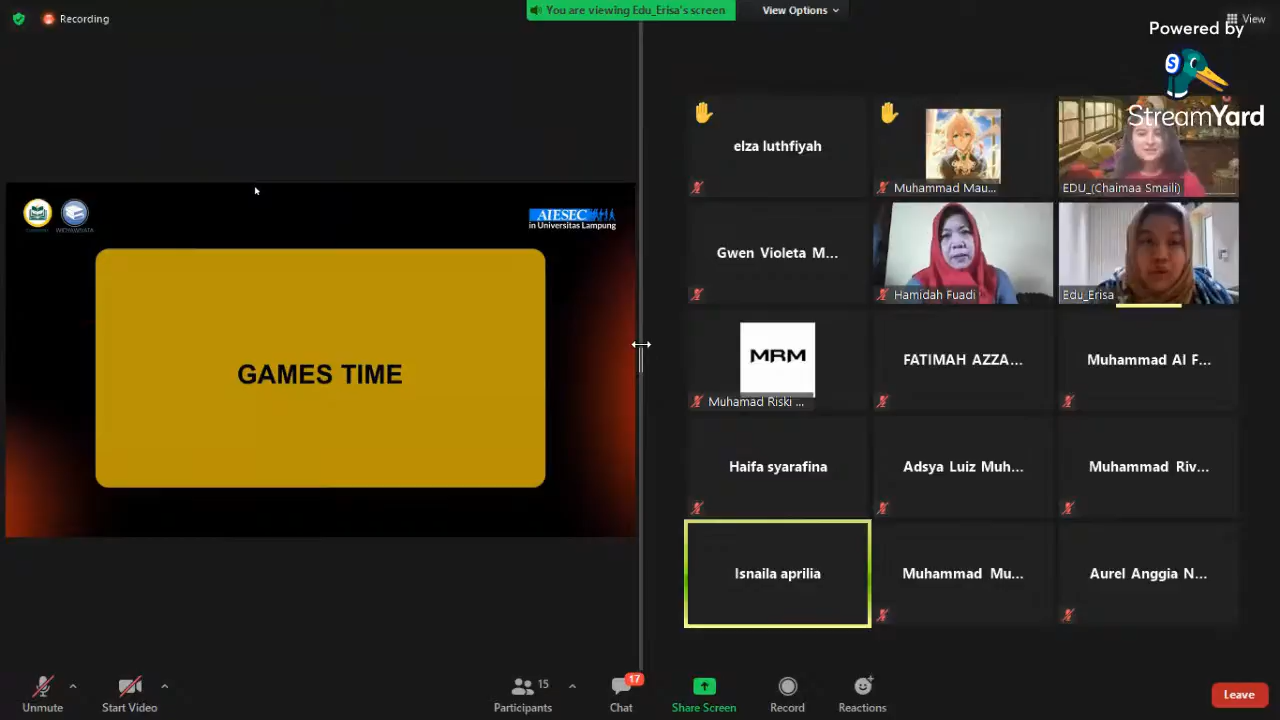 Recording
You are viewing Edu_Erisa's screen
View Options
View
Powered by
StreamYard
AIESEC
in Universitas Lampung
GAMES TIME
elza luthfiyah
Muhammad Mau...
EDU_(Chaimaa Smaili)
Gwen Violeta M...
Hamidah Fuadi
Edu_Erisa
MRM
Muhamad Riski ...
FATIMAH AZZA...
Muhammad Al F...
Haifa syarafina
Adsya Luiz Muh...
Muhammad Riv...
Isnaila aprilia
Muhammad Mu...
Aurel Anggia N...
Unmute
Start Video
15
Participants
17
Chat
Share Screen
Record
Reactions
Leave